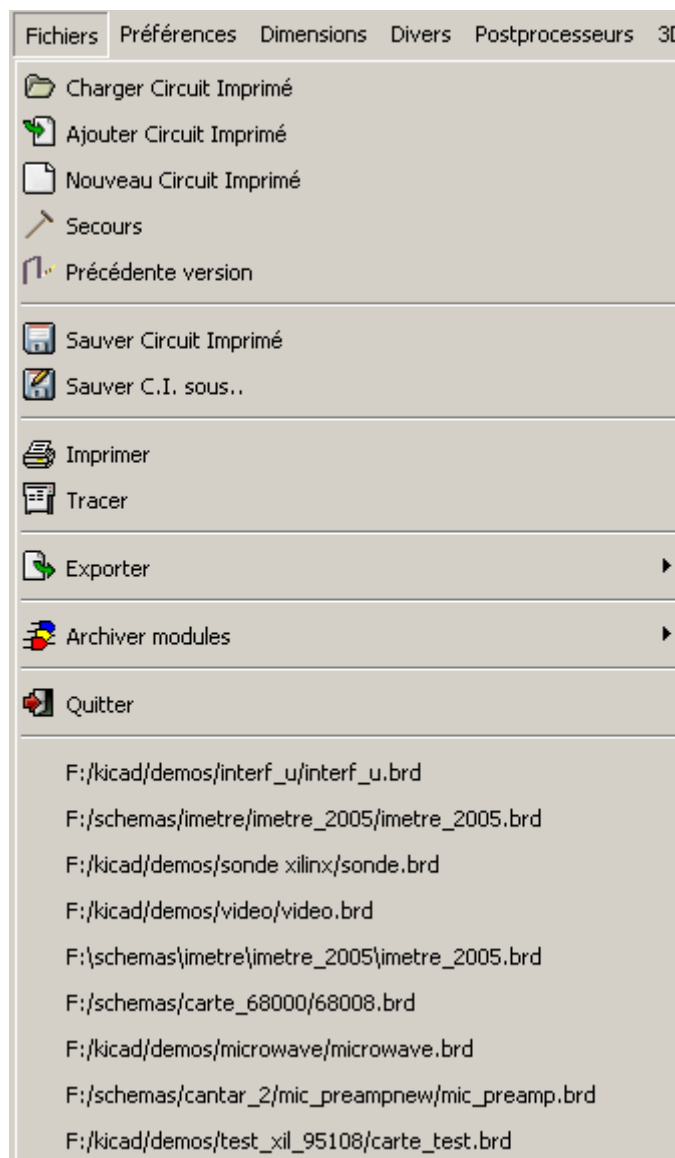 Fichiers Préférences Dimensions Divers Postprocesseurs 3D
Charger Circuit Imprimé
Ajouter Circuit Imprimé
Nouveau Circuit Imprimé
Secours
Précédente version
Sauver Circuit Imprimé
Sauver C.I. sous..
Imprimer
Tracer
Exporter
Archiver modules
Quitter
F:/kicad/demos/interf_u/interf_u.brd
F:/schemas/imetre/imetre_2005/imetre_2005.brd
F:/kicad/demos/sonde xilinx/sonde.brd
F:/kicad/demos/video/video.brd
F:\schemas\imetre\imetre_2005\imetre_2005.brd
F:/schemas/carte_68000/68008.brd
F:/kicad/demos/microwave/microwave.brd
F:/schemas/cantar_2/mic_preampnew/mic_preamp.brd
F:/kicad/demos/test_xil_95108/carte_test.brd